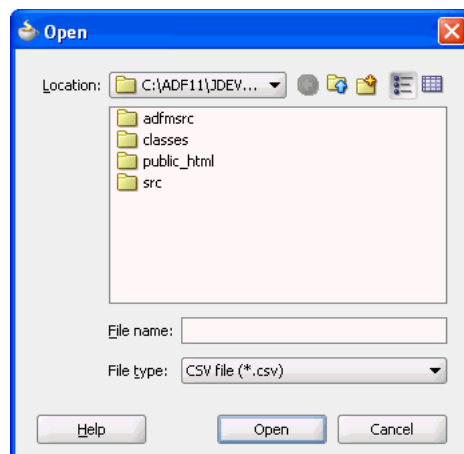 Open
Location: C:\ADF11\JDEV...
adfmsrc
classes
public_html
src
File name:
File type: CSV file (*.csv)
Help Open Cancel